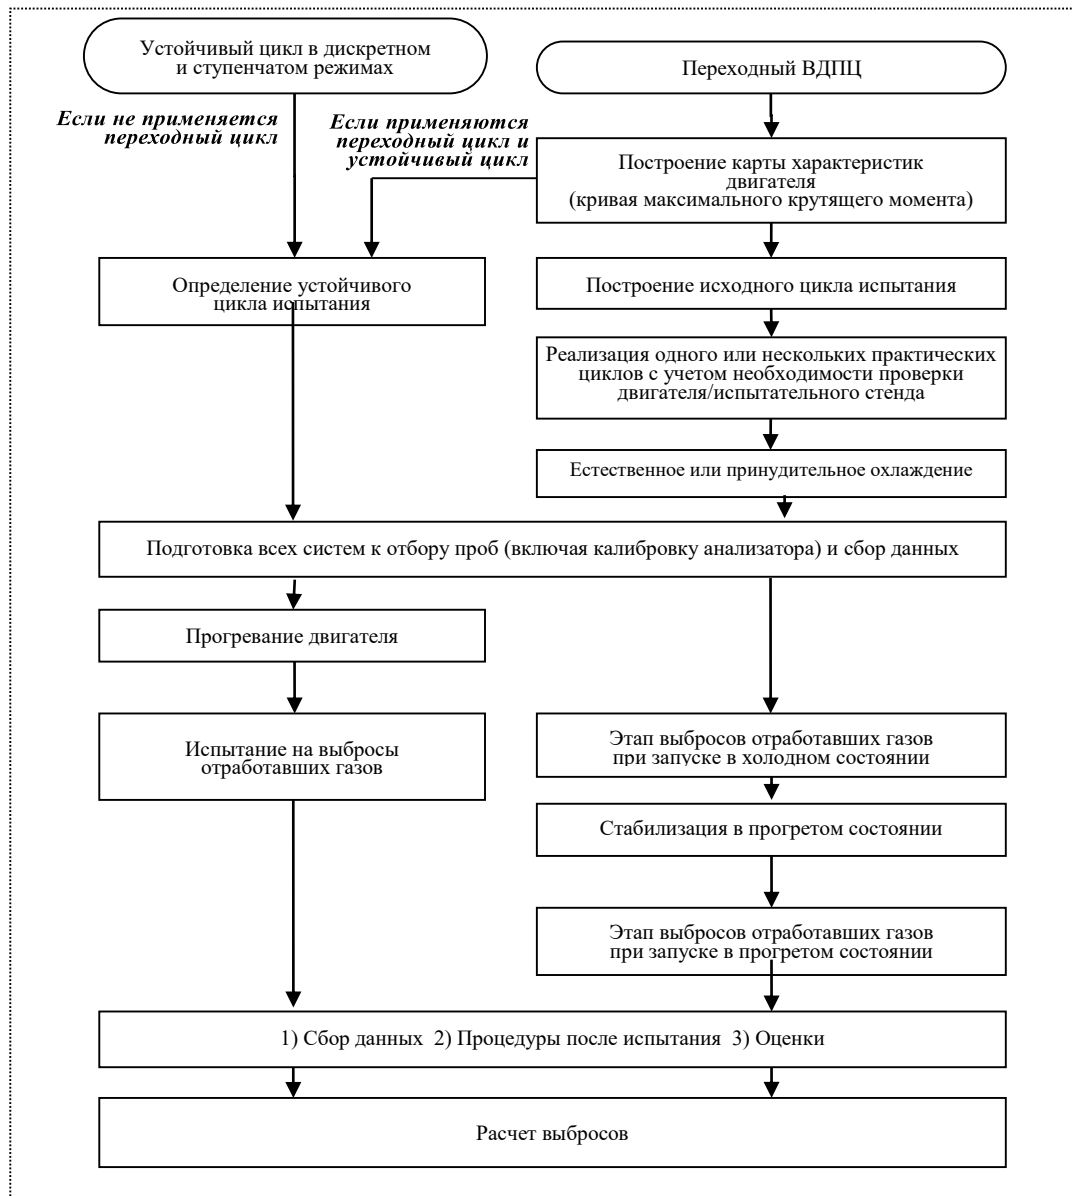 Устойчивый цикл в дискретном
и ступенчатом режимах
Переходный ВДПЦ
Если не применяется
переходный цикл
Если применяются
переходный цикл и
устойчивый цикл
Построение карты характеристик
двигателя
(кривая максимального крутящего момента)
Определение устойчивого
цикла испытания
Построение исходного цикла испытания
Реализация одного или нескольких практических
циклов с учетом необходимости проверки
двигателя/испытательного стенда
Естественное или принудительное охлаждение
Подготовка всех систем к отбору проб (включая калибровку анализатора) и сбор данных
Прогревание двигателя
Испытание на выбросы
отработавших газов
Этап выбросов отработавших газов
при запуске в холодном состоянии
Стабилизация в прогретом состоянии
Этап выбросов отработавших газов
при запуске в прогретом состоянии
1) Сбор данных 2) Процедуры после испытания 3) Оценки
Расчет выбросов